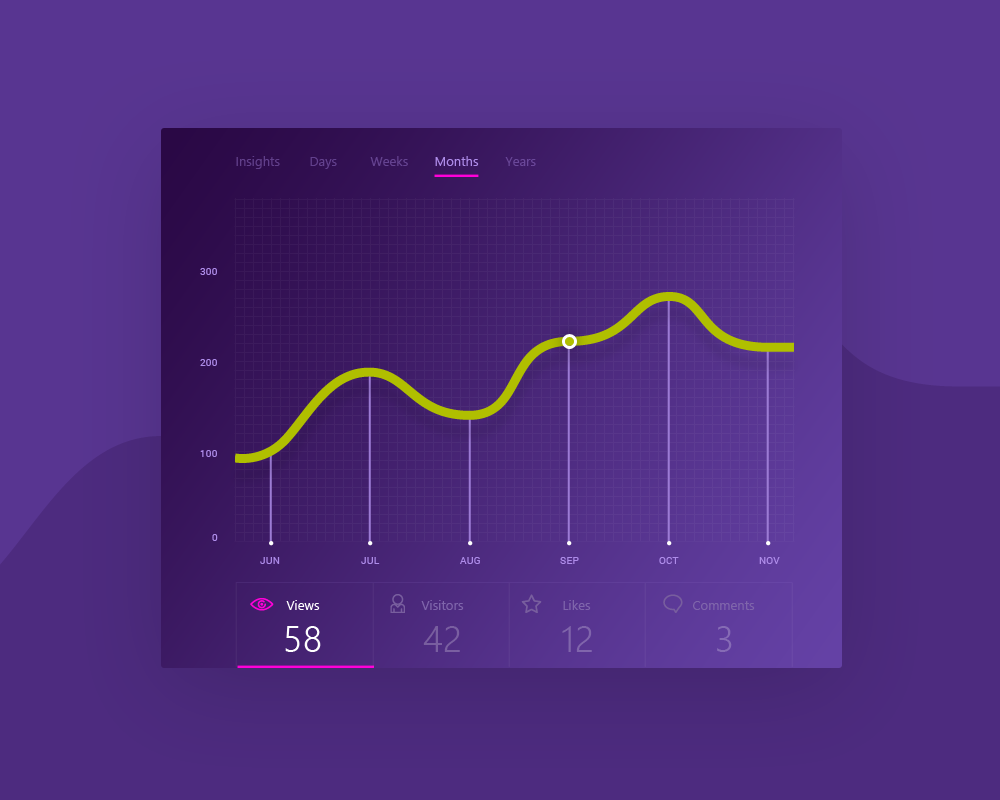 Insights Days Weeks Months Years
300
200
100
0
JUN JUL AUG SEP OCT NOV
Views Visitors Likes Comments
58 42 12 3